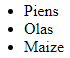 • Piens
• Olas
• Maize